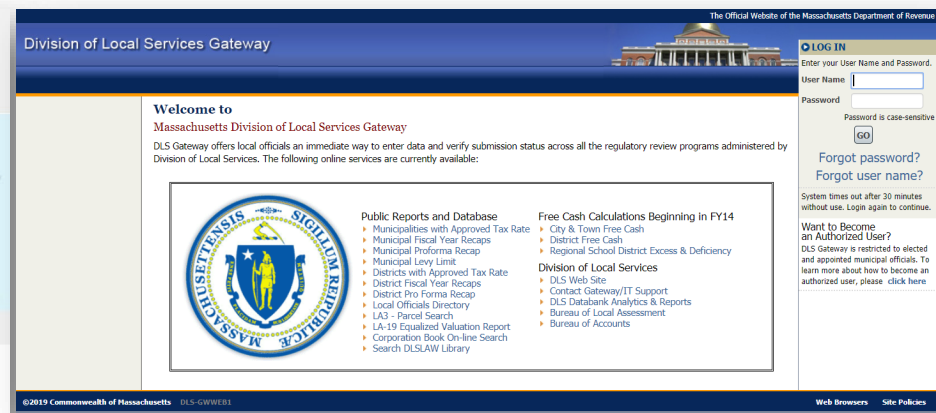 The Official Website of the Massachusetts Department of Revenue
Division of Local Services Gateway
LOG IN
Enter your User Name and Password.
User Name
Password
Password is case-sensitive
GO
Forgot password?
Forgot user name?
System times out after 30 minutes
without use. Login again to continue.
Want to Become
an Authorized User?
DLS Gateway is restricted to elected
and appointed municipal officials. To
learn more about how to become an
authorized user, please click here
Welcome to
Massachusetts Division of Local Services Gateway
DLS Gateway offers local officials an immediate way to enter data and verify submission status across all the regulatory review programs administered by
Division of Local Services. The following online services are currently available:
SIGILLUM REIPUBLICÆ MASSACHUSETTENSIS
Public Reports and Database
Municipalities with Approved Tax Rate
Municipal Fiscal Year Recaps
Municipal Proforma Recap
Municipal Levy Limit
Districts with Approved Tax Rate
District Fiscal Year Recaps
District Pro Forma Recap
Local Officials Directory
LA3 - Parcel Search
LA-19 Equalized Valuation Report
Corporation Book On-line Search
Search DLSLAW Library
Free Cash Calculations Beginning in FY14
City & Town Free Cash
District Free Cash
Regional School District Excess & Deficiency
Division of Local Services
DLS Web Site
Contact Gateway/IT Support
DLS Databank Analytics & Reports
Bureau of Local Assessment
Bureau of Accounts
©2019 Commonwealth of Massachusetts DLS-GWWEB1
Web Browsers Site Policies